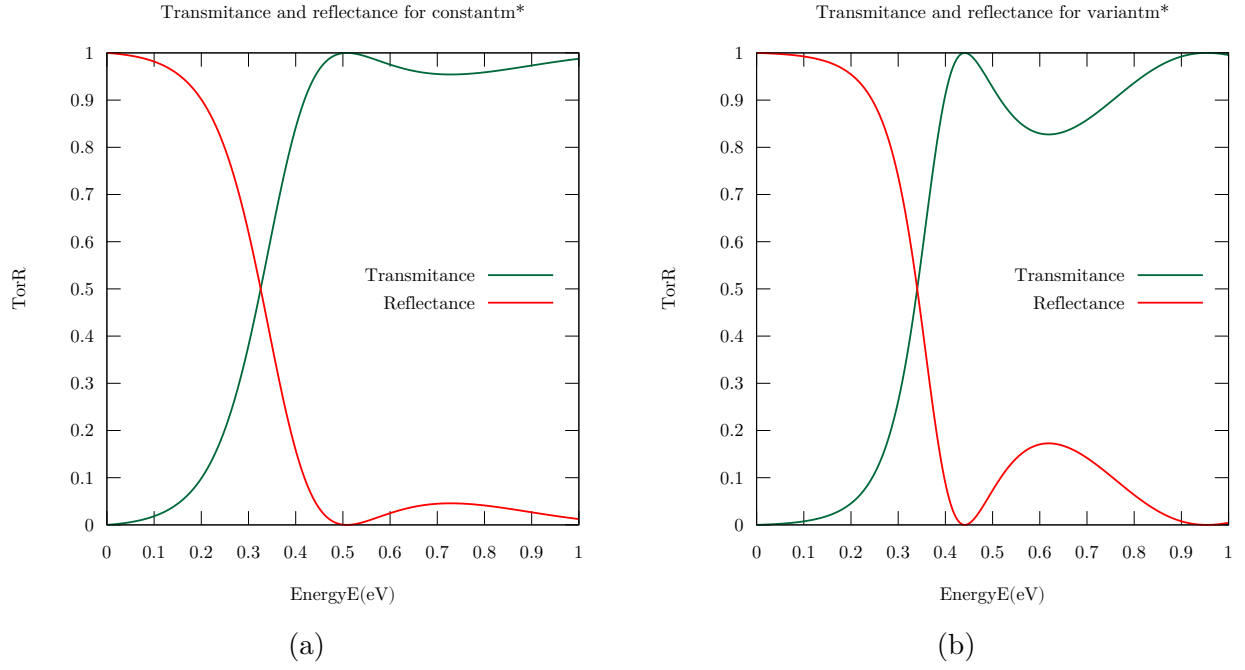 Transmitance and reflectance for constantm*
1
0.9
0.8
0.7
0.6
0.5
0.4
0.3
0.2
0.1
0
TorR
Transmitance
Reflectance
0 0.1 0.2 0.3 0.4 0.5 0.6 0.7 0.8 0.9 1
EnergyE(eV)
(a)
Transmitance and reflectance for variantm*
1
0.9
0.8
0.7
0.6
0.5
0.4
0.3
0.2
0.1
0
TorR
Transmitance
Reflectance
0 0.1 0.2 0.3 0.4 0.5 0.6 0.7 0.8 0.9 1
EnergyE(eV)
(b)